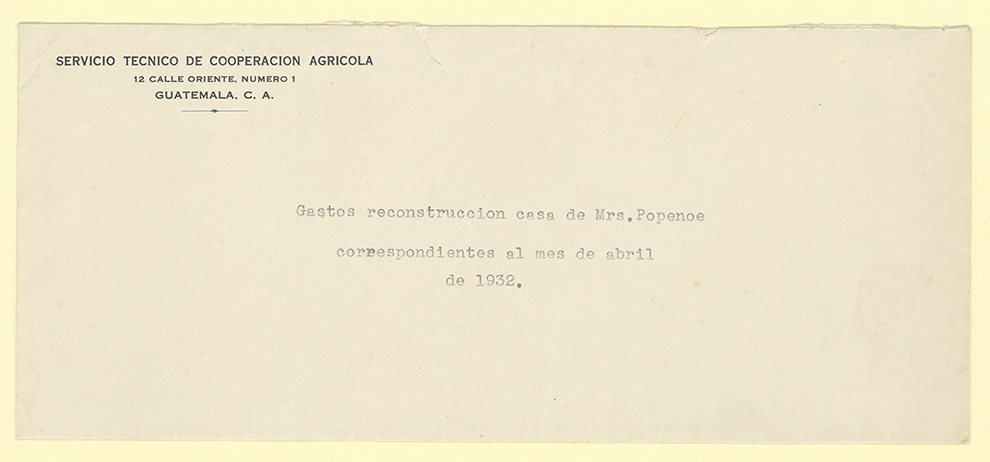 SERVICIO TECNICO DE COOPERACION AGRICOLA
12 CALLE ORIENTE, NUMERO 1
GUATEMALA, C. A.
Gastos reconstruccion casa de Mrs.Popenoe
correspondientes al mes de abril
de 1932.